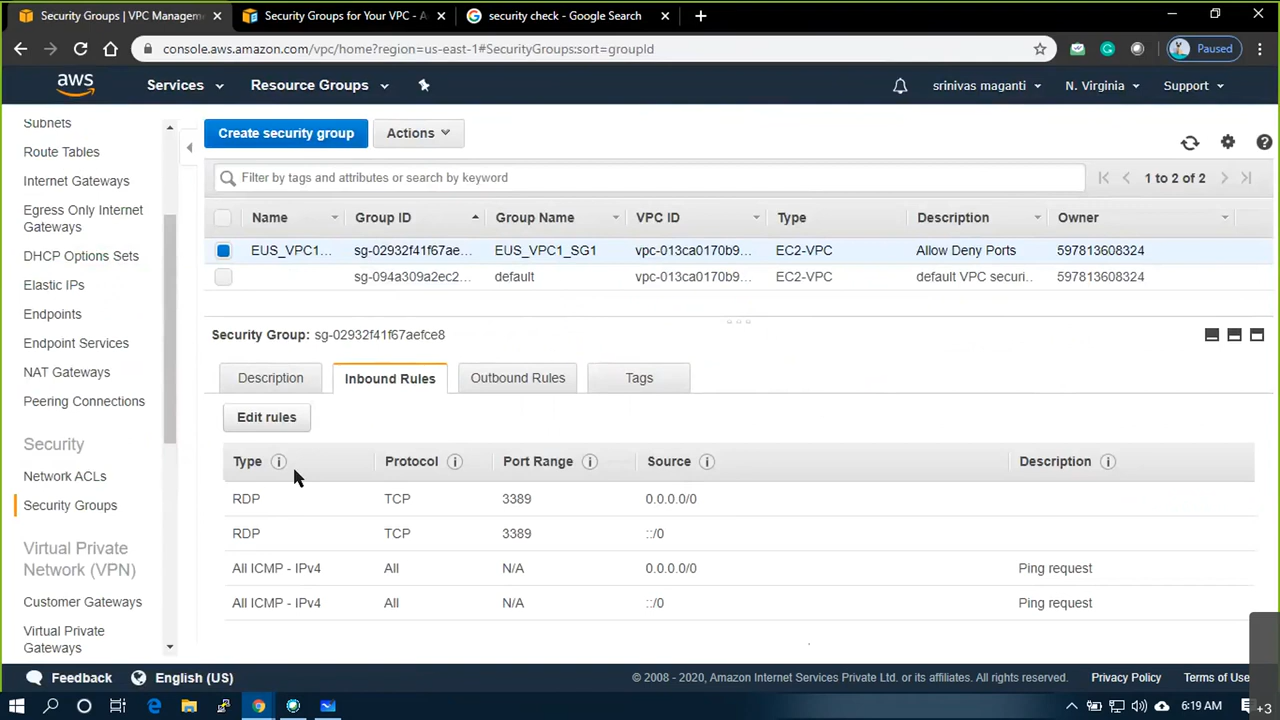 Security Groups | VPC Manageme
Security Groups for Your VPC - A
security check - Google Search
console.aws.amazon.com/vpc/home?region=us-east-1#SecurityGroups:sort=groupId
Paused
aws
Services
Resource Groups
srinivas maganti
N. Virginia
Support
Subnets
Route Tables
Internet Gateways
Egress Only Internet
Gateways
DHCP Options Sets
Elastic IPs
Endpoints
Endpoint Services
NAT Gateways
Peering Connections
Security
Network ACLs
Security Groups
Virtual Private
Network (VPN)
Customer Gateways
Virtual Private
Gateways
Create security group
Actions
Filter by tags and attributes or search by keyword
1 to 2 of 2
Name Group ID Group Name VPC ID Type Description Owner
EUS_VPC1... sg-02932f41f67ae... EUS_VPC1_SG1 vpc-013ca0170b9... EC2-VPC Allow Deny Ports 597813608324
sg-094a309a2ec2... default vpc-013ca0170b9... EC2-VPC default VPC securi... 597813608324
Security Group: sg-02932f41f67aefce8
Description Inbound Rules Outbound Rules Tags
Edit rules
Type Protocol Port Range Source Description
RDP TCP 3389 0.0.0.0/0
RDP TCP 3389 ::/0
All ICMP - IPv4 All N/A 0.0.0.0/0 Ping request
All ICMP - IPv4 All N/A ::/0 Ping request
Feedback
English (US)
© 2008 - 2020, Amazon Internet Services Private Ltd. or its affiliates. All rights reserved.
Privacy Policy
Terms of Use
6:19 AM
+3